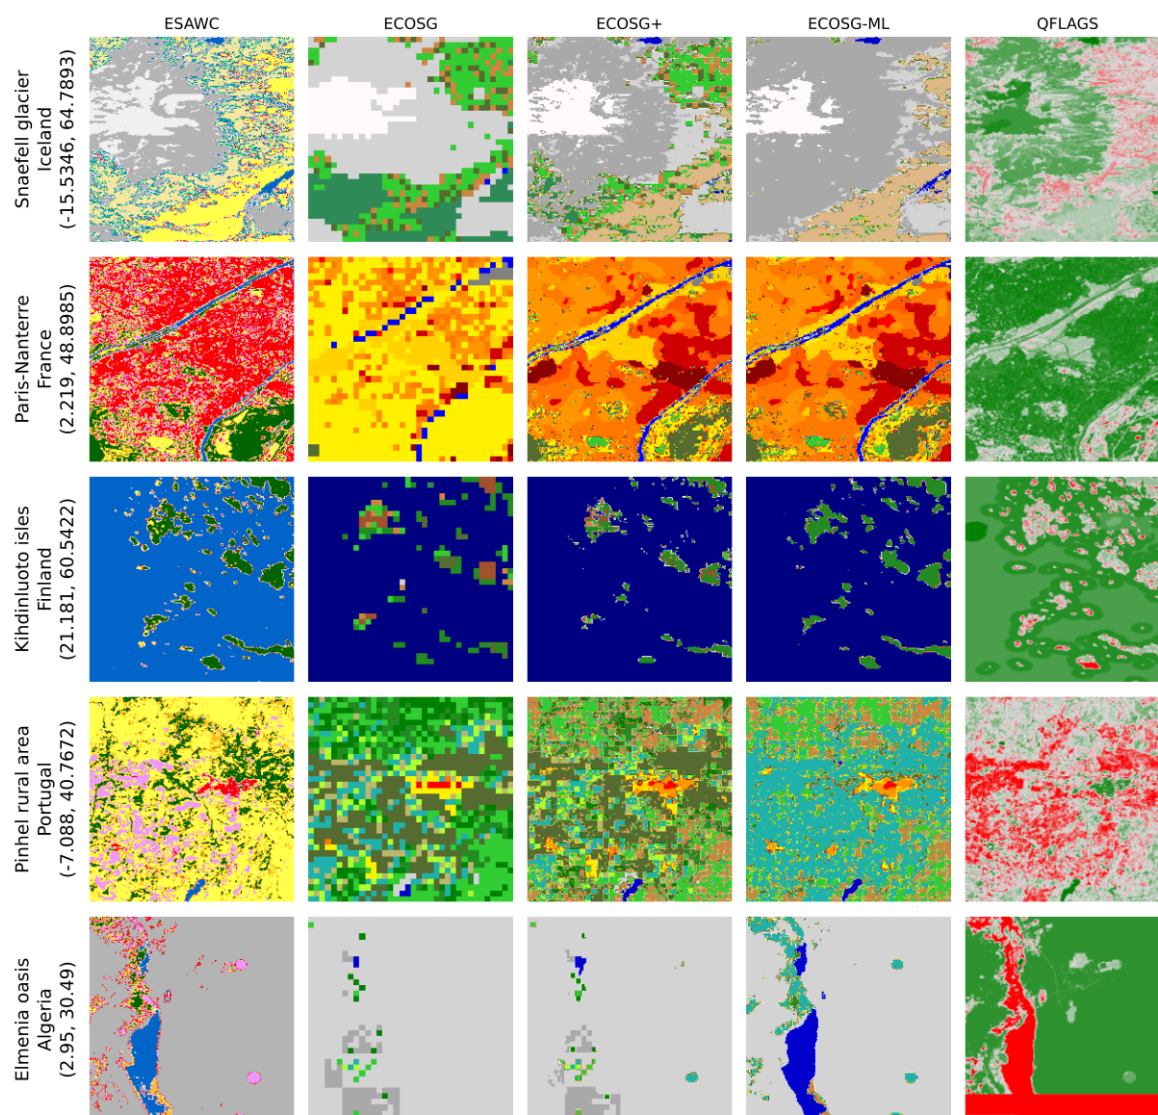 ESAWC ECOSG ECOSG+ ECOSG-ML QFLAGS
Snaefell glacier
Iceland
(-15.5346, 64.7893)
Paris-Nanterre
France
(2.219, 48.8985)
Kihdinluoto isles
Finland
(21.181, 60.5422)
Pinhel rural area
Portugal
(-7.088, 40.7672)
Elmenia oasis
Algeria
(2.95, 30.49)